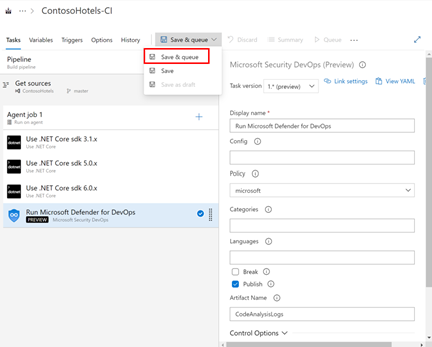 ContosoHotels-CI
Tasks Variables Triggers Options History Save & queue Discard Summary Queue
Save & queue
Save
Save as draft
Pipeline
Build pipeline
Get sources
ContosoHotels master
Agent job 1
Run on agent
Use .NET Core sdk 3.1.x
Use .NET Core
Use .NET Core sdk 5.0.x
Use .NET Core
Use .NET Core sdk 6.0.x
Use .NET Core
Run Microsoft Defender for DevOps
PREVIEW Microsoft Security DevOps
Microsoft Security DevOps (Preview)
Task version 1.* (preview) Link settings View YAML
Display name *
Run Microsoft Defender for DevOps
Config
Policy
microsoft
Categories
Languages
Break
Publish
Artifact Name
CodeAnalysisLogs
Control Options